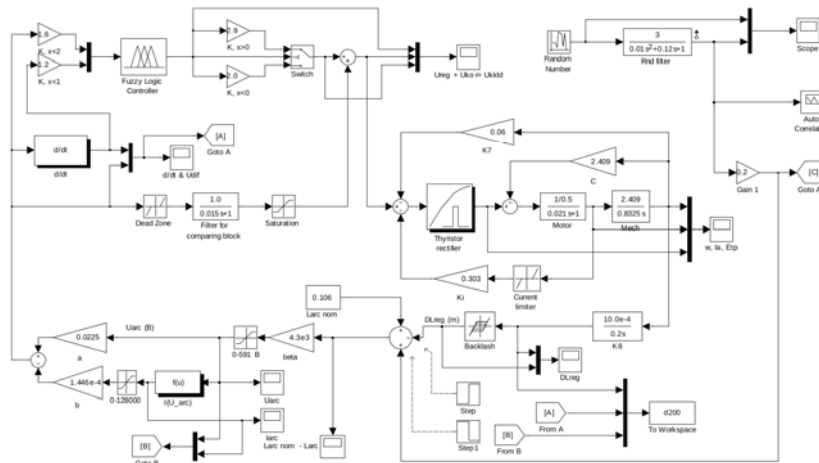 1.6
K, x<2
1.2
K, x<1
Fuzzy Logic
Controller
2.9
K, x>0
2.0
K, x<0
Switch
Ureg + Uko r= Ukkld
Random
Number
3
0.01s²+0.12s+1
Rnd filter
Scope
Auto
Correlat
d/dt
d/dt
[A]
Goto A
d/dt & Udif
0.06
K7
2.409
C
0.2
Gain 1
[C]
Goto A
Dead Zone
1.0
0.015s+1
Filter for
comparing block
Saturation
Thyristor
rectifier
1/0.5
0.021s+1
Motor
2.409
0.8325 s
Mech
w, Ia, Etp
0.303
Ki
Current
limiter
0.106
Larc nom
DLreg (m)
Backlash
10.0e-4
0.2s
K8
Uarc (B)
0.0225
a
0-591 B
4.3e3
beta
DLreg
1.446e-4
b
0-128000
f(u)
I(U_arc)
Uarc
Iarc
Larc nom - Larc
[B]
Goto B
Step
Step1
[A]
From A
[B]
From B
d200
To Workspace